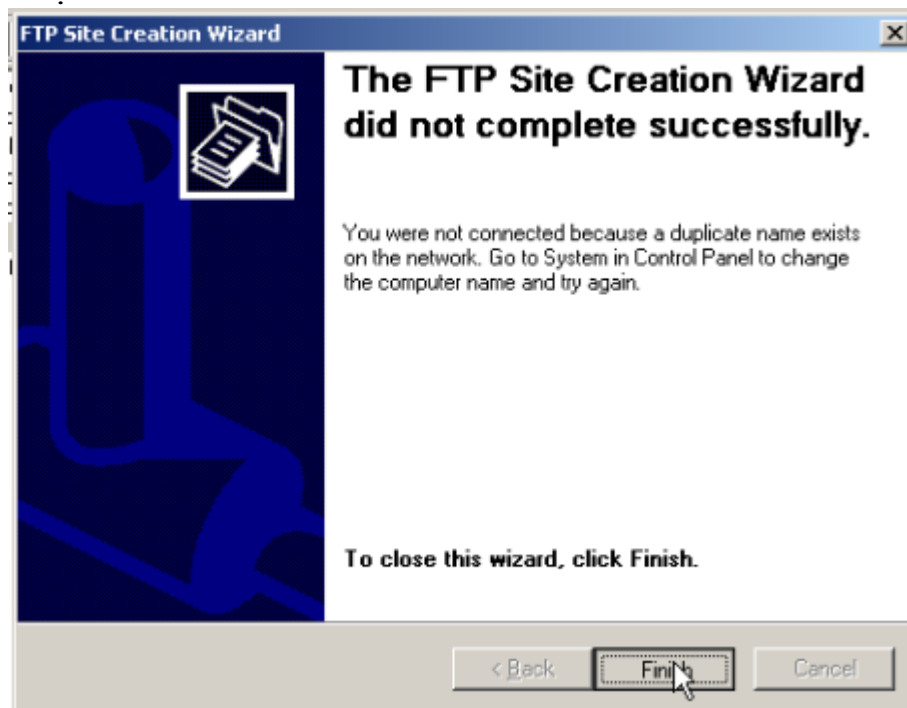 FTP Site Creation Wizard
The FTP Site Creation Wizard
did not complete successfully.
You were not connected because a duplicate name exists
on the network. Go to System in Control Panel to change
the computer name and try again.
To close this wizard, click Finish.
< Back
Finish
Cancel